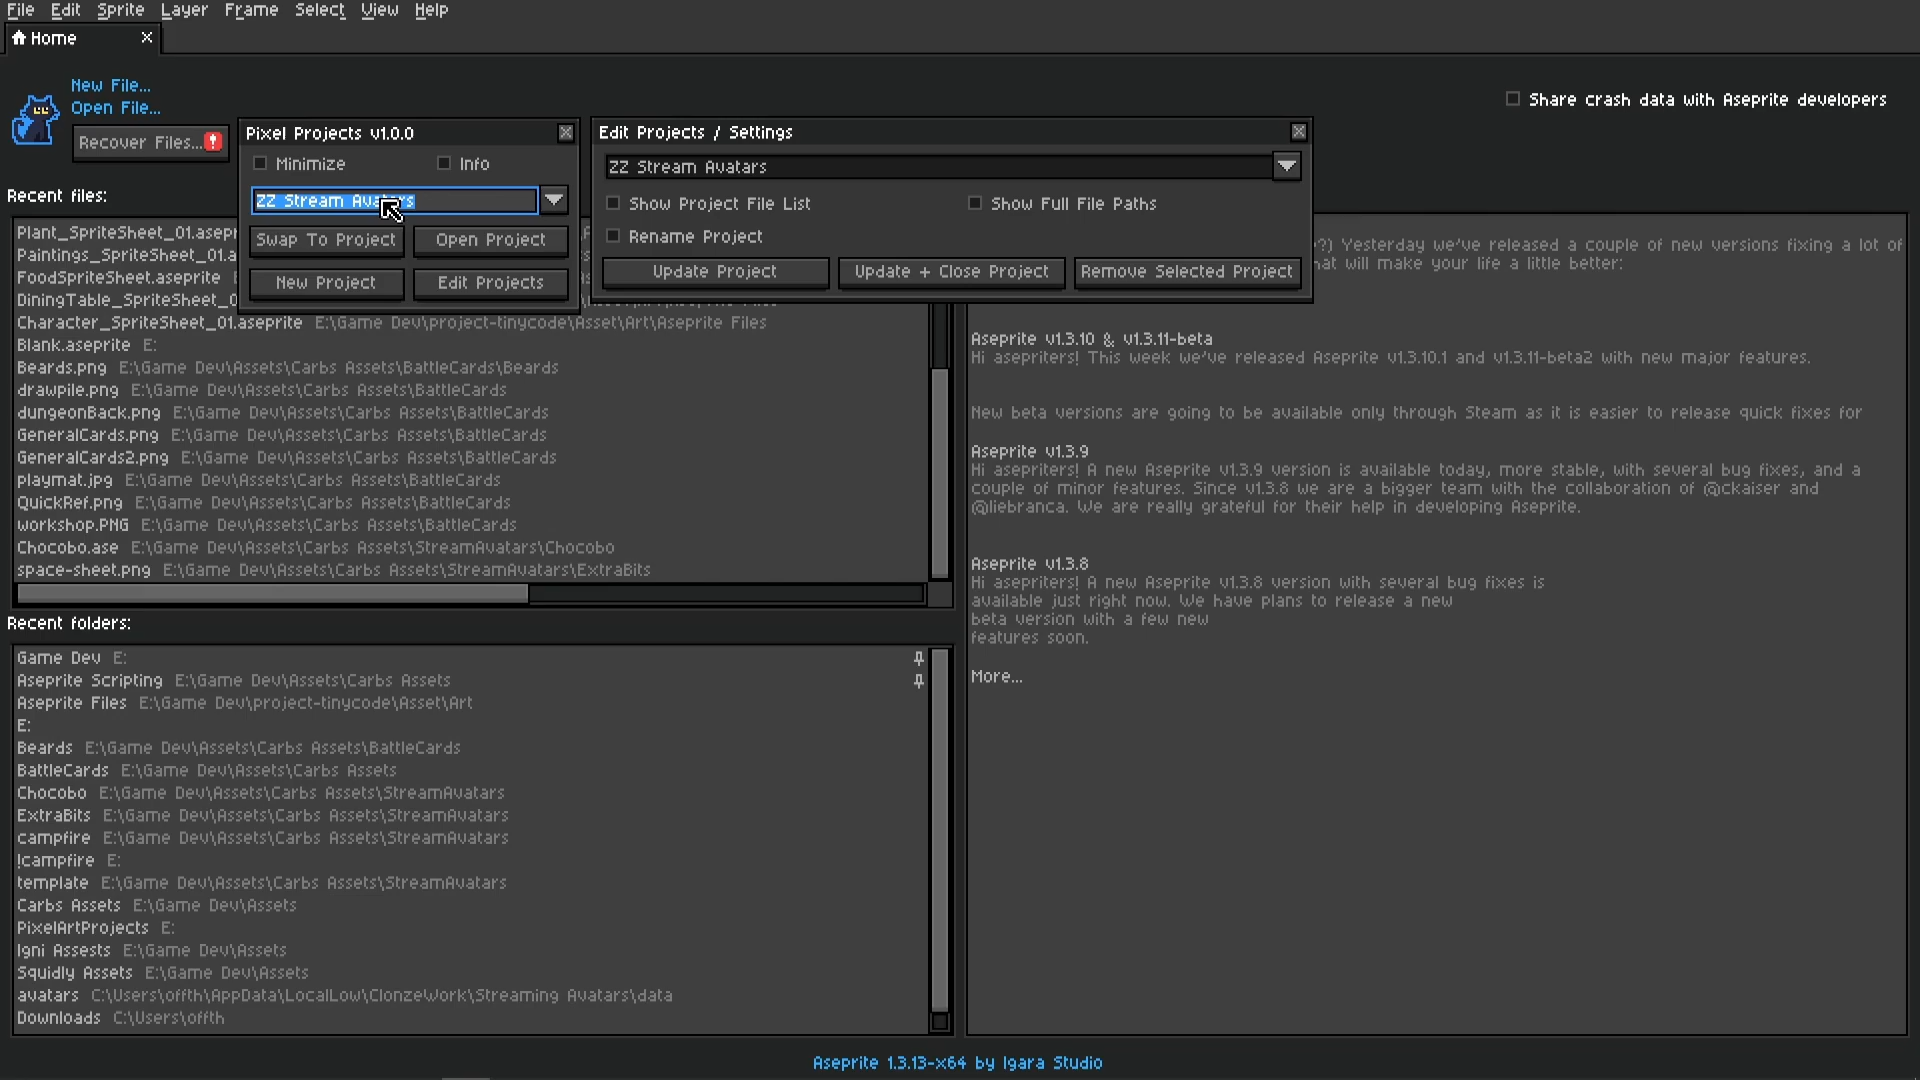 File Edit Sprite Layer Frame Select View Help
Home
New File...
Open File...
Recover Files...
Share crash data with Aseprite developers
Pixel Projects v1.0.0
Minimize Info
ZZ Stream Avatars
Swap To Project Open Project
New Project Edit Projects
Edit Projects / Settings
ZZ Stream Avatars
Show Project File List Show Full File Paths
Rename Project
Update Project Update + Close Project Remove Selected Project
Recent files:
Plant_SpriteSheet_01.asepr
Paintings_SpriteSheet_01.a
FoodSpriteSheet.aseprite
DiningTable_SpriteSheet_0
Character_SpriteSheet_01.aseprite E:\Game Dev\project-tinycode\Asset\Art\Aseprite Files
Blank.aseprite E:
Beards.png E:\Game Dev\Assets\Carbs Assets\BattleCards\Beards
drawpile.png E:\Game Dev\Assets\Carbs Assets\BattleCards
dungeonBack.png E:\Game Dev\Assets\Carbs Assets\BattleCards
GeneralCards.png E:\Game Dev\Assets\Carbs Assets\BattleCards
GeneralCards2.png E:\Game Dev\Assets\Carbs Assets\BattleCards
playmat.jpg E:\Game Dev\Assets\Carbs Assets\BattleCards
QuickRef.png E:\Game Dev\Assets\Carbs Assets\BattleCards
workshop.PNG E:\Game Dev\Assets\Carbs Assets\BattleCards
Chocobo.ase E:\Game Dev\Assets\Carbs Assets\StreamAvatars\Chocobo
space-sheet.png E:\Game Dev\Assets\Carbs Assets\StreamAvatars\ExtraBits
Recent folders:
Game Dev E:
Aseprite Scripting E:\Game Dev\Assets\Carbs Assets
Aseprite Files E:\Game Dev\project-tinycode\Asset\Art
E:
Beards E:\Game Dev\Assets\Carbs Assets\BattleCards
BattleCards E:\Game Dev\Assets\Carbs Assets
Chocobo E:\Game Dev\Assets\Carbs Assets\StreamAvatars
ExtraBits E:\Game Dev\Assets\Carbs Assets\StreamAvatars
campfire E:\Game Dev\Assets\Carbs Assets\StreamAvatars
!campfire E:
template E:\Game Dev\Assets\Carbs Assets\StreamAvatars
Carbs Assets E:\Game Dev\Assets
PixelArtProjects E:
Igni Assests E:\Game Dev\Assets
Squidly Assets E:\Game Dev\Assets
avatars C:\Users\offth\AppData\LocalLow\ClonzeWork\Streaming Avatars\data
Downloads C:\Users\offth
?) Yesterday we've released a couple of new versions fixing a lot of
hat will make your life a little better:
Aseprite v1.3.10 & v1.3.11-beta
Hi asepriters! This week we've released Aseprite v1.3.10.1 and v1.3.11-beta2 with new major features.
New beta versions are going to be available only through Steam as it is easier to release quick fixes for
Aseprite v1.3.9
Hi asepriters! A new Aseprite v1.3.9 version is available today, more stable, with several bug fixes, and a
couple of minor features. Since v1.3.8 we are a bigger team with the collaboration of @ckaiser and
@liebranca. We are really grateful for their help in developing Aseprite.
Aseprite v1.3.8
Hi asepriters! A new Aseprite v1.3.8 version with several bug fixes is
available just right now. We have plans to release a new
beta version with a few new
features soon.
More...
Aseprite 1.3.13-x64 by Igara Studio